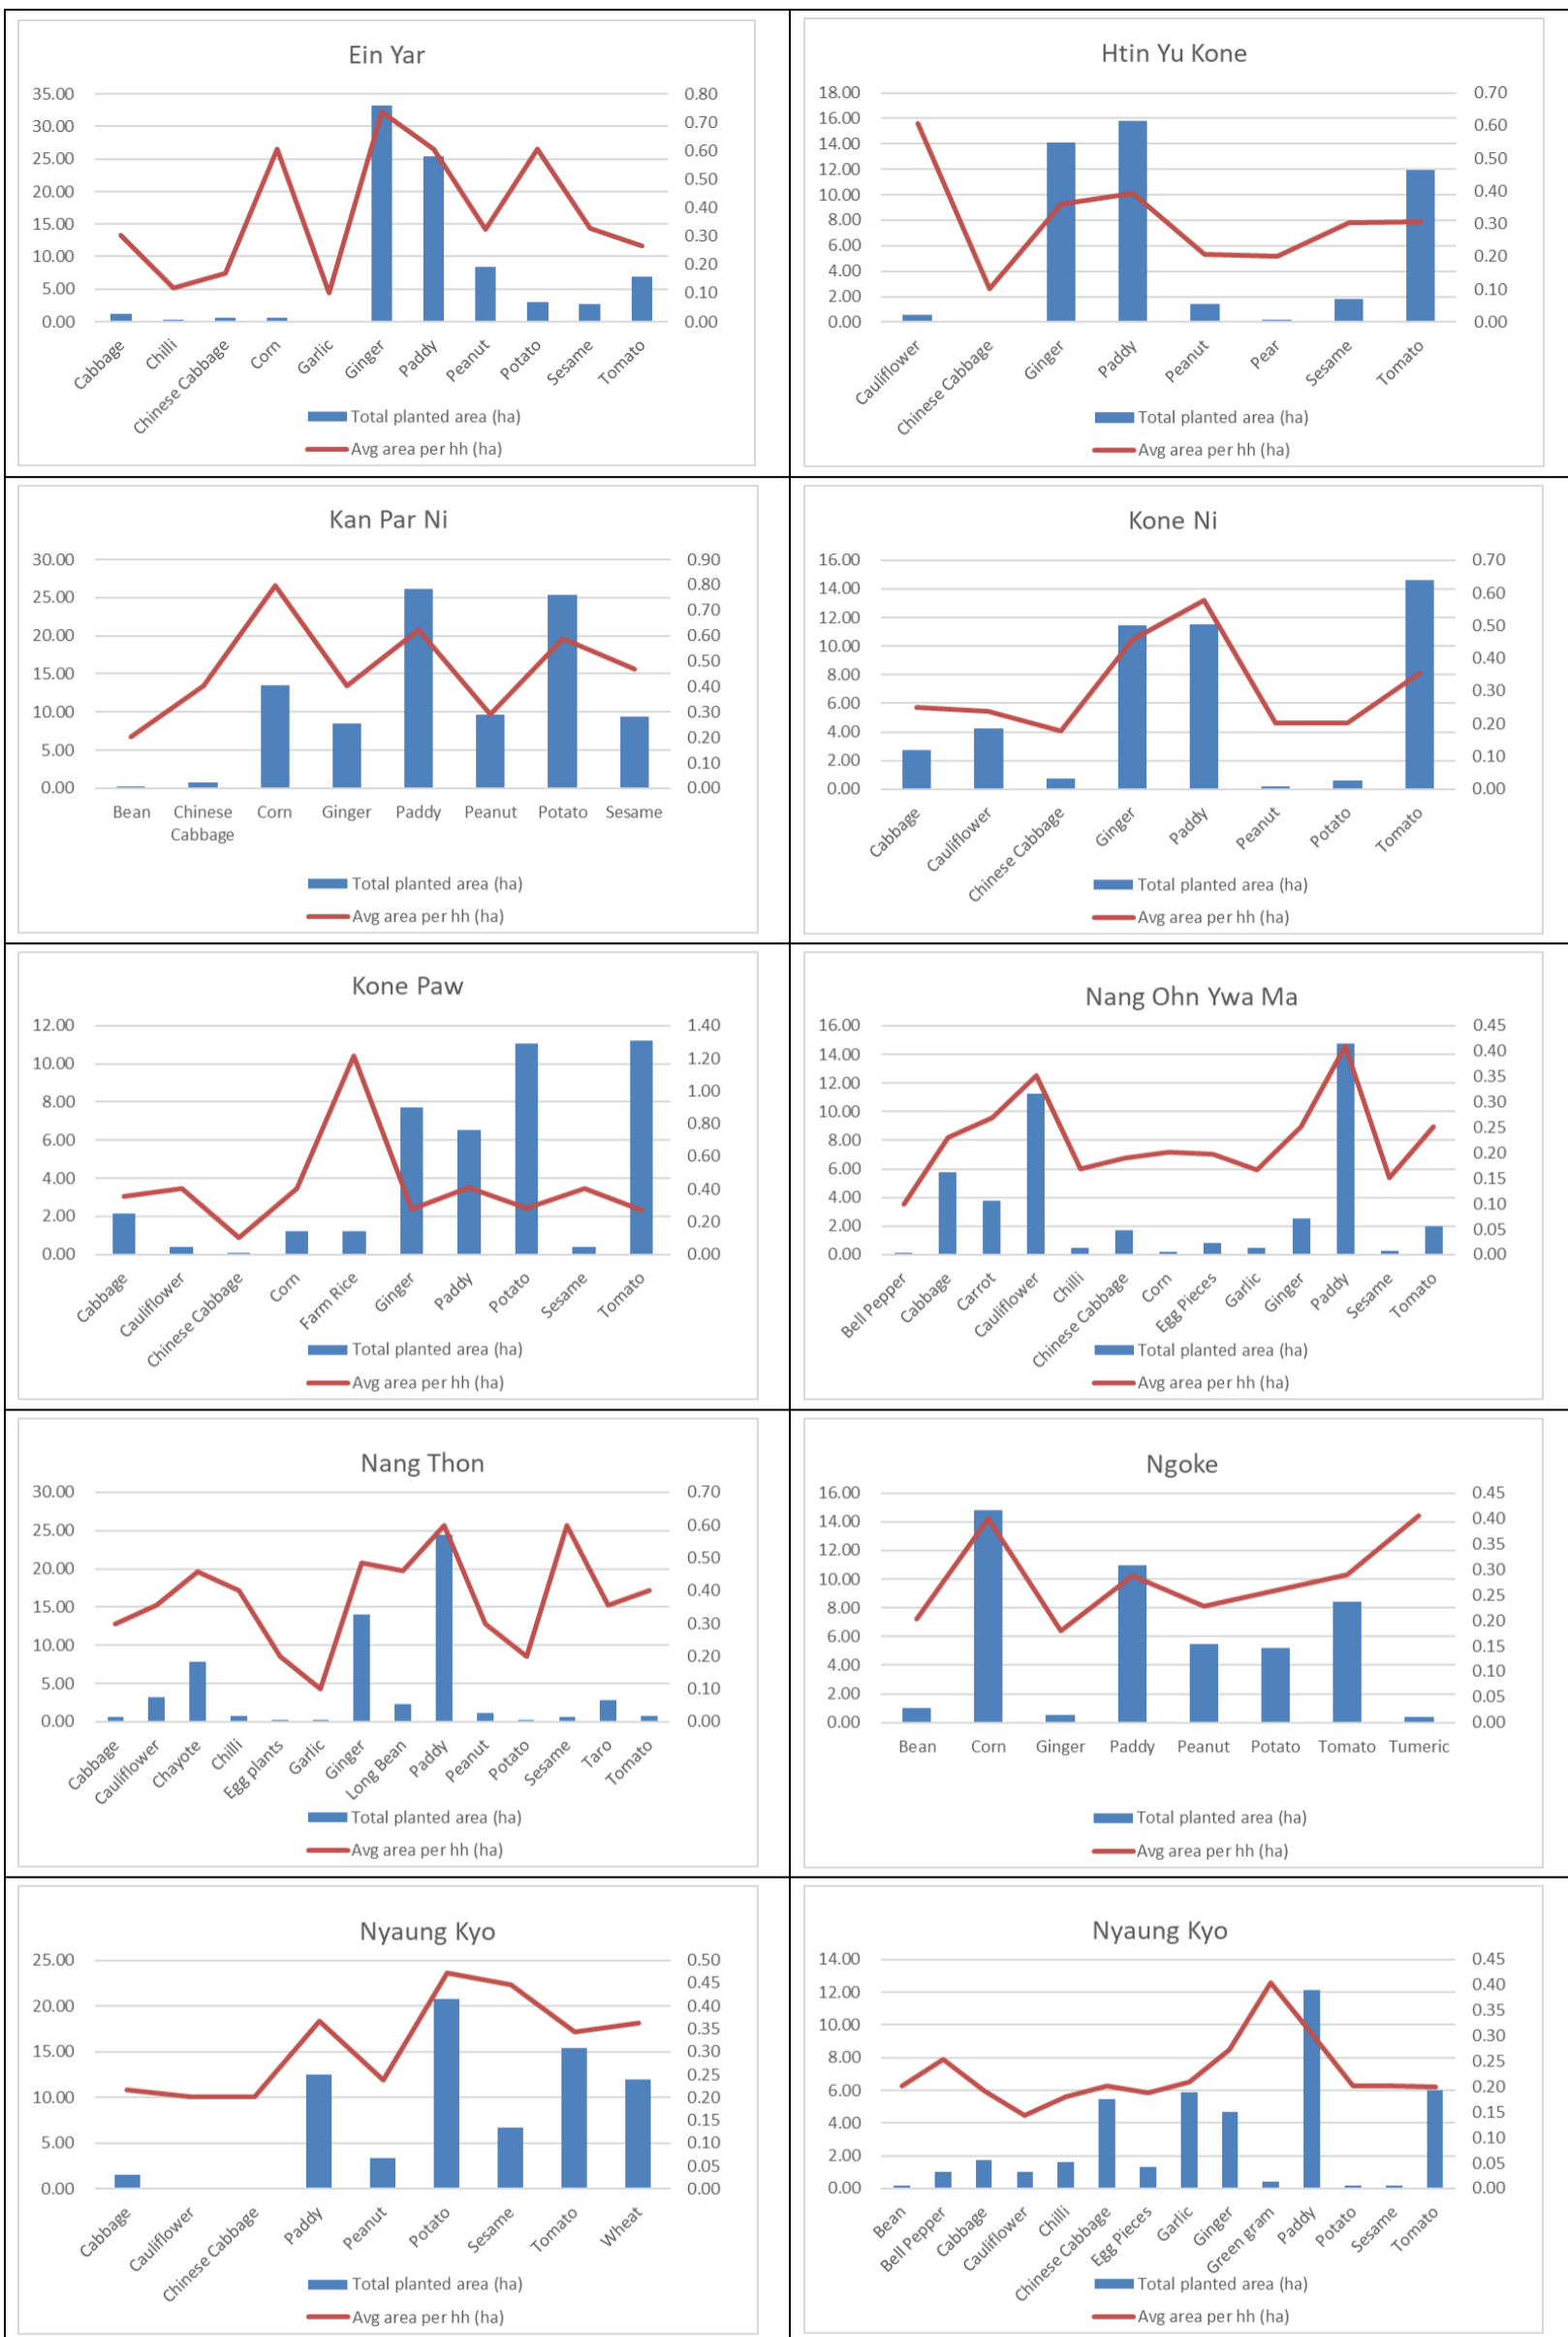 Ein Yar
35.00
30.00
25.00
20.00
15.00
10.00
5.00
0.00
0.80
0.70
0.60
0.50
0.40
0.30
0.20
0.10
0.00
Cabbage
Chilli
Chinese Cabbage
Corn
Garlic
Ginger
Paddy
Peanut
Potato
Sesame
Tomato
Total planted area (ha)
Avg area per hh (ha)
Htin Yu Kone
18.00
16.00
14.00
12.00
10.00
8.00
6.00
4.00
2.00
0.00
0.70
0.60
0.50
0.40
0.30
0.20
0.10
0.00
Cauliflower
Chinese Cabbage
Ginger
Paddy
Peanut
Pear
Sesame
Tomato
Total planted area (ha)
Avg area per hh (ha)
Kan Par Ni
30.00
25.00
20.00
15.00
10.00
5.00
0.00
0.90
0.80
0.70
0.60
0.50
0.40
0.30
0.20
0.10
0.00
Bean
Chinese
Cabbage
Corn
Ginger
Paddy
Peanut
Potato
Sesame
Total planted area (ha)
Avg area per hh (ha)
Kone Ni
16.00
14.00
12.00
10.00
8.00
6.00
4.00
2.00
0.00
0.70
0.60
0.50
0.40
0.30
0.20
0.10
0.00
Cabbage
Cauliflower
Chinese Cabbage
Ginger
Paddy
Peanut
Potato
Tomato
Total planted area (ha)
Avg area per hh (ha)
Kone Paw
12.00
10.00
8.00
6.00
4.00
2.00
0.00
1.40
1.20
1.00
0.80
0.60
0.40
0.20
0.00
Cabbage
Cauliflower
Chinese Cabbage
Corn
Farm Rice
Ginger
Paddy
Potato
Sesame
Tomato
Total planted area (ha)
Avg area per hh (ha)
Nang Ohn Ywa Ma
16.00
14.00
12.00
10.00
8.00
6.00
4.00
2.00
0.00
0.45
0.40
0.35
0.30
0.25
0.20
0.15
0.10
0.05
0.00
Bell Pepper
Cabbage
Carrot
Cauliflower
Chilli
Chinese Cabbage
Corn
Egg Pieces
Garlic
Ginger
Paddy
Sesame
Tomato
Total planted area (ha)
Avg area per hh (ha)
Nang Thon
30.00
25.00
20.00
15.00
10.00
5.00
0.00
0.70
0.60
0.50
0.40
0.30
0.20
0.10
0.00
Cabbage
Cauliflower
Chayote
Chilli
Egg plants
Garlic
Ginger
Long Bean
Paddy
Peanut
Potato
Sesame
Taro
Tomato
Total planted area (ha)
Avg area per hh (ha)
Ngoke
16.00
14.00
12.00
10.00
8.00
6.00
4.00
2.00
0.00
0.45
0.40
0.35
0.30
0.25
0.20
0.15
0.10
0.05
0.00
Bean
Corn
Ginger
Paddy
Peanut
Potato
Tomato
Tumeric
Total planted area (ha)
Avg area per hh (ha)
Nyaung Kyo
25.00
20.00
15.00
10.00
5.00
0.00
0.50
0.45
0.40
0.35
0.30
0.25
0.20
0.15
0.10
0.05
0.00
Cabbage
Cauliflower
Chinese Cabbage
Paddy
Peanut
Potato
Sesame
Tomato
Wheat
Total planted area (ha)
Avg area per hh (ha)
Nyaung Kyo
14.00
12.00
10.00
8.00
6.00
4.00
2.00
0.00
0.45
0.40
0.35
0.30
0.25
0.20
0.15
0.10
0.05
0.00
Bean
Bell Pepper
Cabbage
Cauliflower
Chilli
Chinese Cabbage
Egg Pieces
Garlic
Ginger
Green gram
Paddy
Potato
Sesame
Tomato
Total planted area (ha)
Avg area per hh (ha)